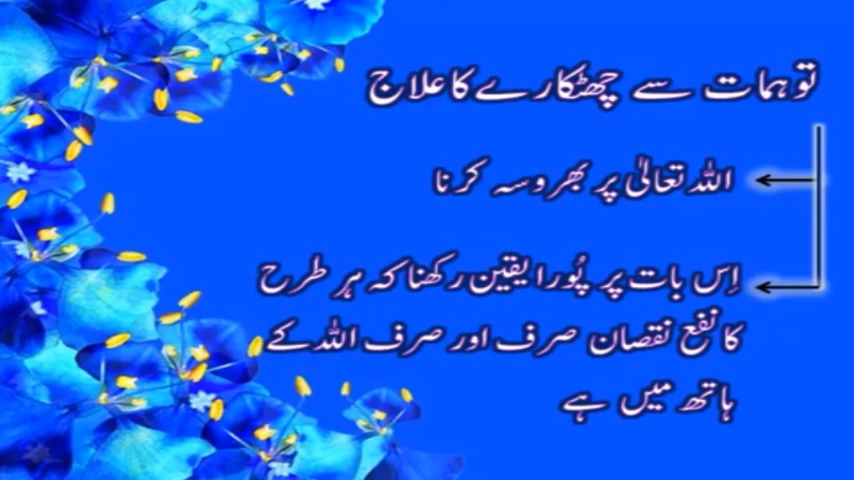 توہمات سے چھٹکارے کا علاج
اللہ تعالیٰ پر بھروسہ کرنا
اِس بات پر پُورا یقین رکھنا کہ ہر طرح
کا نفع نقصان صرف اور صرف اللہ کے
ہاتھ میں ہے